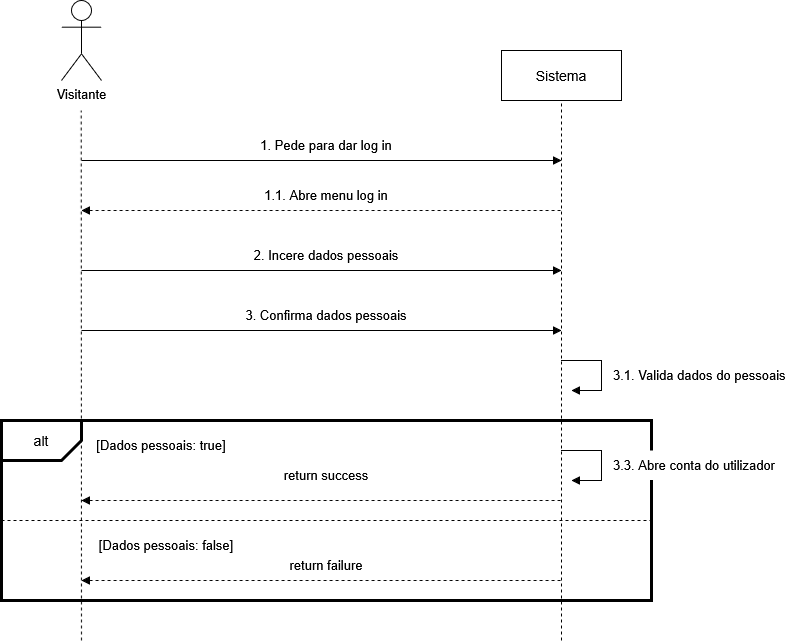 Visitante
Sistema
1. Pede para dar log in
1.1. Abre menu log in
2. Incere dados pessoais
3. Confirma dados pessoais
3.1. Valida dados do pessoais
alt
[Dados pessoais: true]
3.3. Abre conta do utilizador
return success
[Dados pessoais: false]
return failure